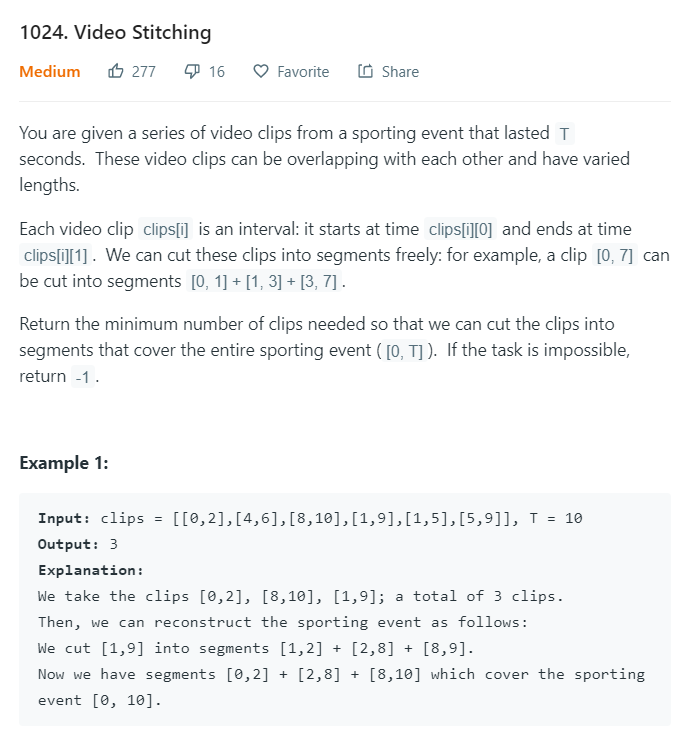 1024. Video Stitching
Medium 277 16 Favorite Share
You are given a series of video clips from a sporting event that lasted T
seconds. These video clips can be overlapping with each other and have varied
lengths.
Each video clip clips[i] is an interval: it starts at time clips[i][0] and ends at time
clips[i][1] . We can cut these clips into segments freely: for example, a clip [0, 7] can
be cut into segments [0, 1] + [1, 3] + [3, 7] .
Return the minimum number of clips needed so that we can cut the clips into
segments that cover the entire sporting event ( [0, T] ). If the task is impossible,
return -1 .
Example 1:
Input: clips = [[0,2],[4,6],[8,10],[1,9],[1,5],[5,9]], T = 10
Output: 3
Explanation:
We take the clips [0,2], [8,10], [1,9]; a total of 3 clips.
Then, we can reconstruct the sporting event as follows:
We cut [1,9] into segments [1,2] + [2,8] + [8,9].
Now we have segments [0,2] + [2,8] + [8,10] which cover the sporting
event [0, 10].